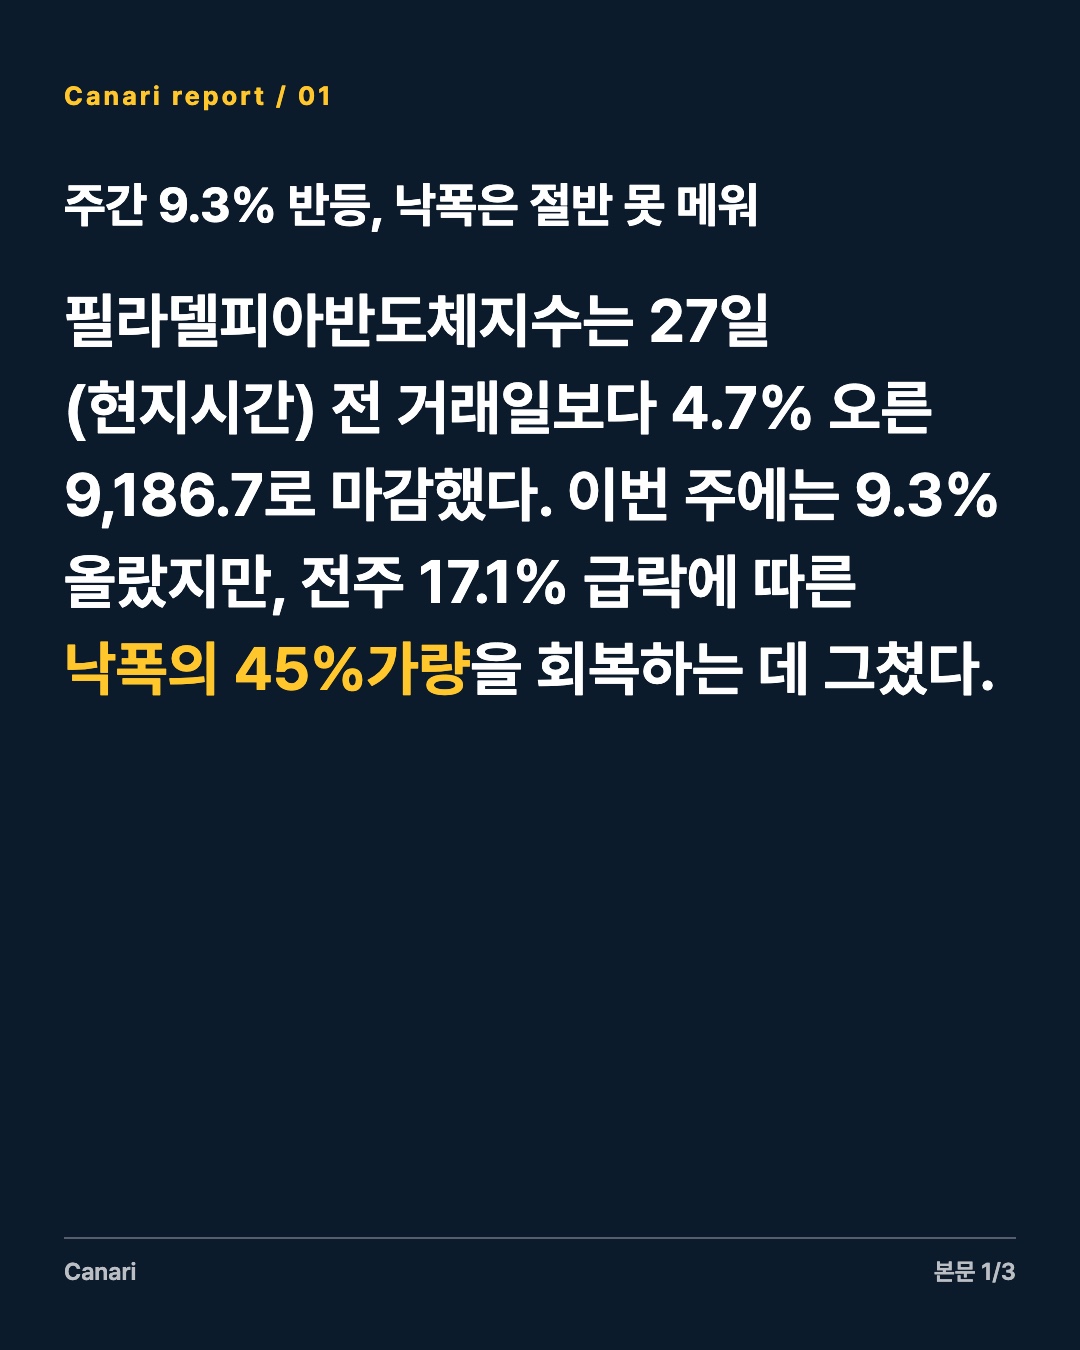 Canari report / 01
주간 9.3% 반등, 낙폭은 절반 못 메워
필라델피아반도체지수는 27일
(현지시간) 전 거래일보다 4.7% 오른
9,186.7로 마감했다. 이번 주에는 9.3%
올랐지만, 전주 17.1% 급락에 따른
낙폭의 45%가량을 회복하는 데 그쳤다.
Canari
본문 1/3